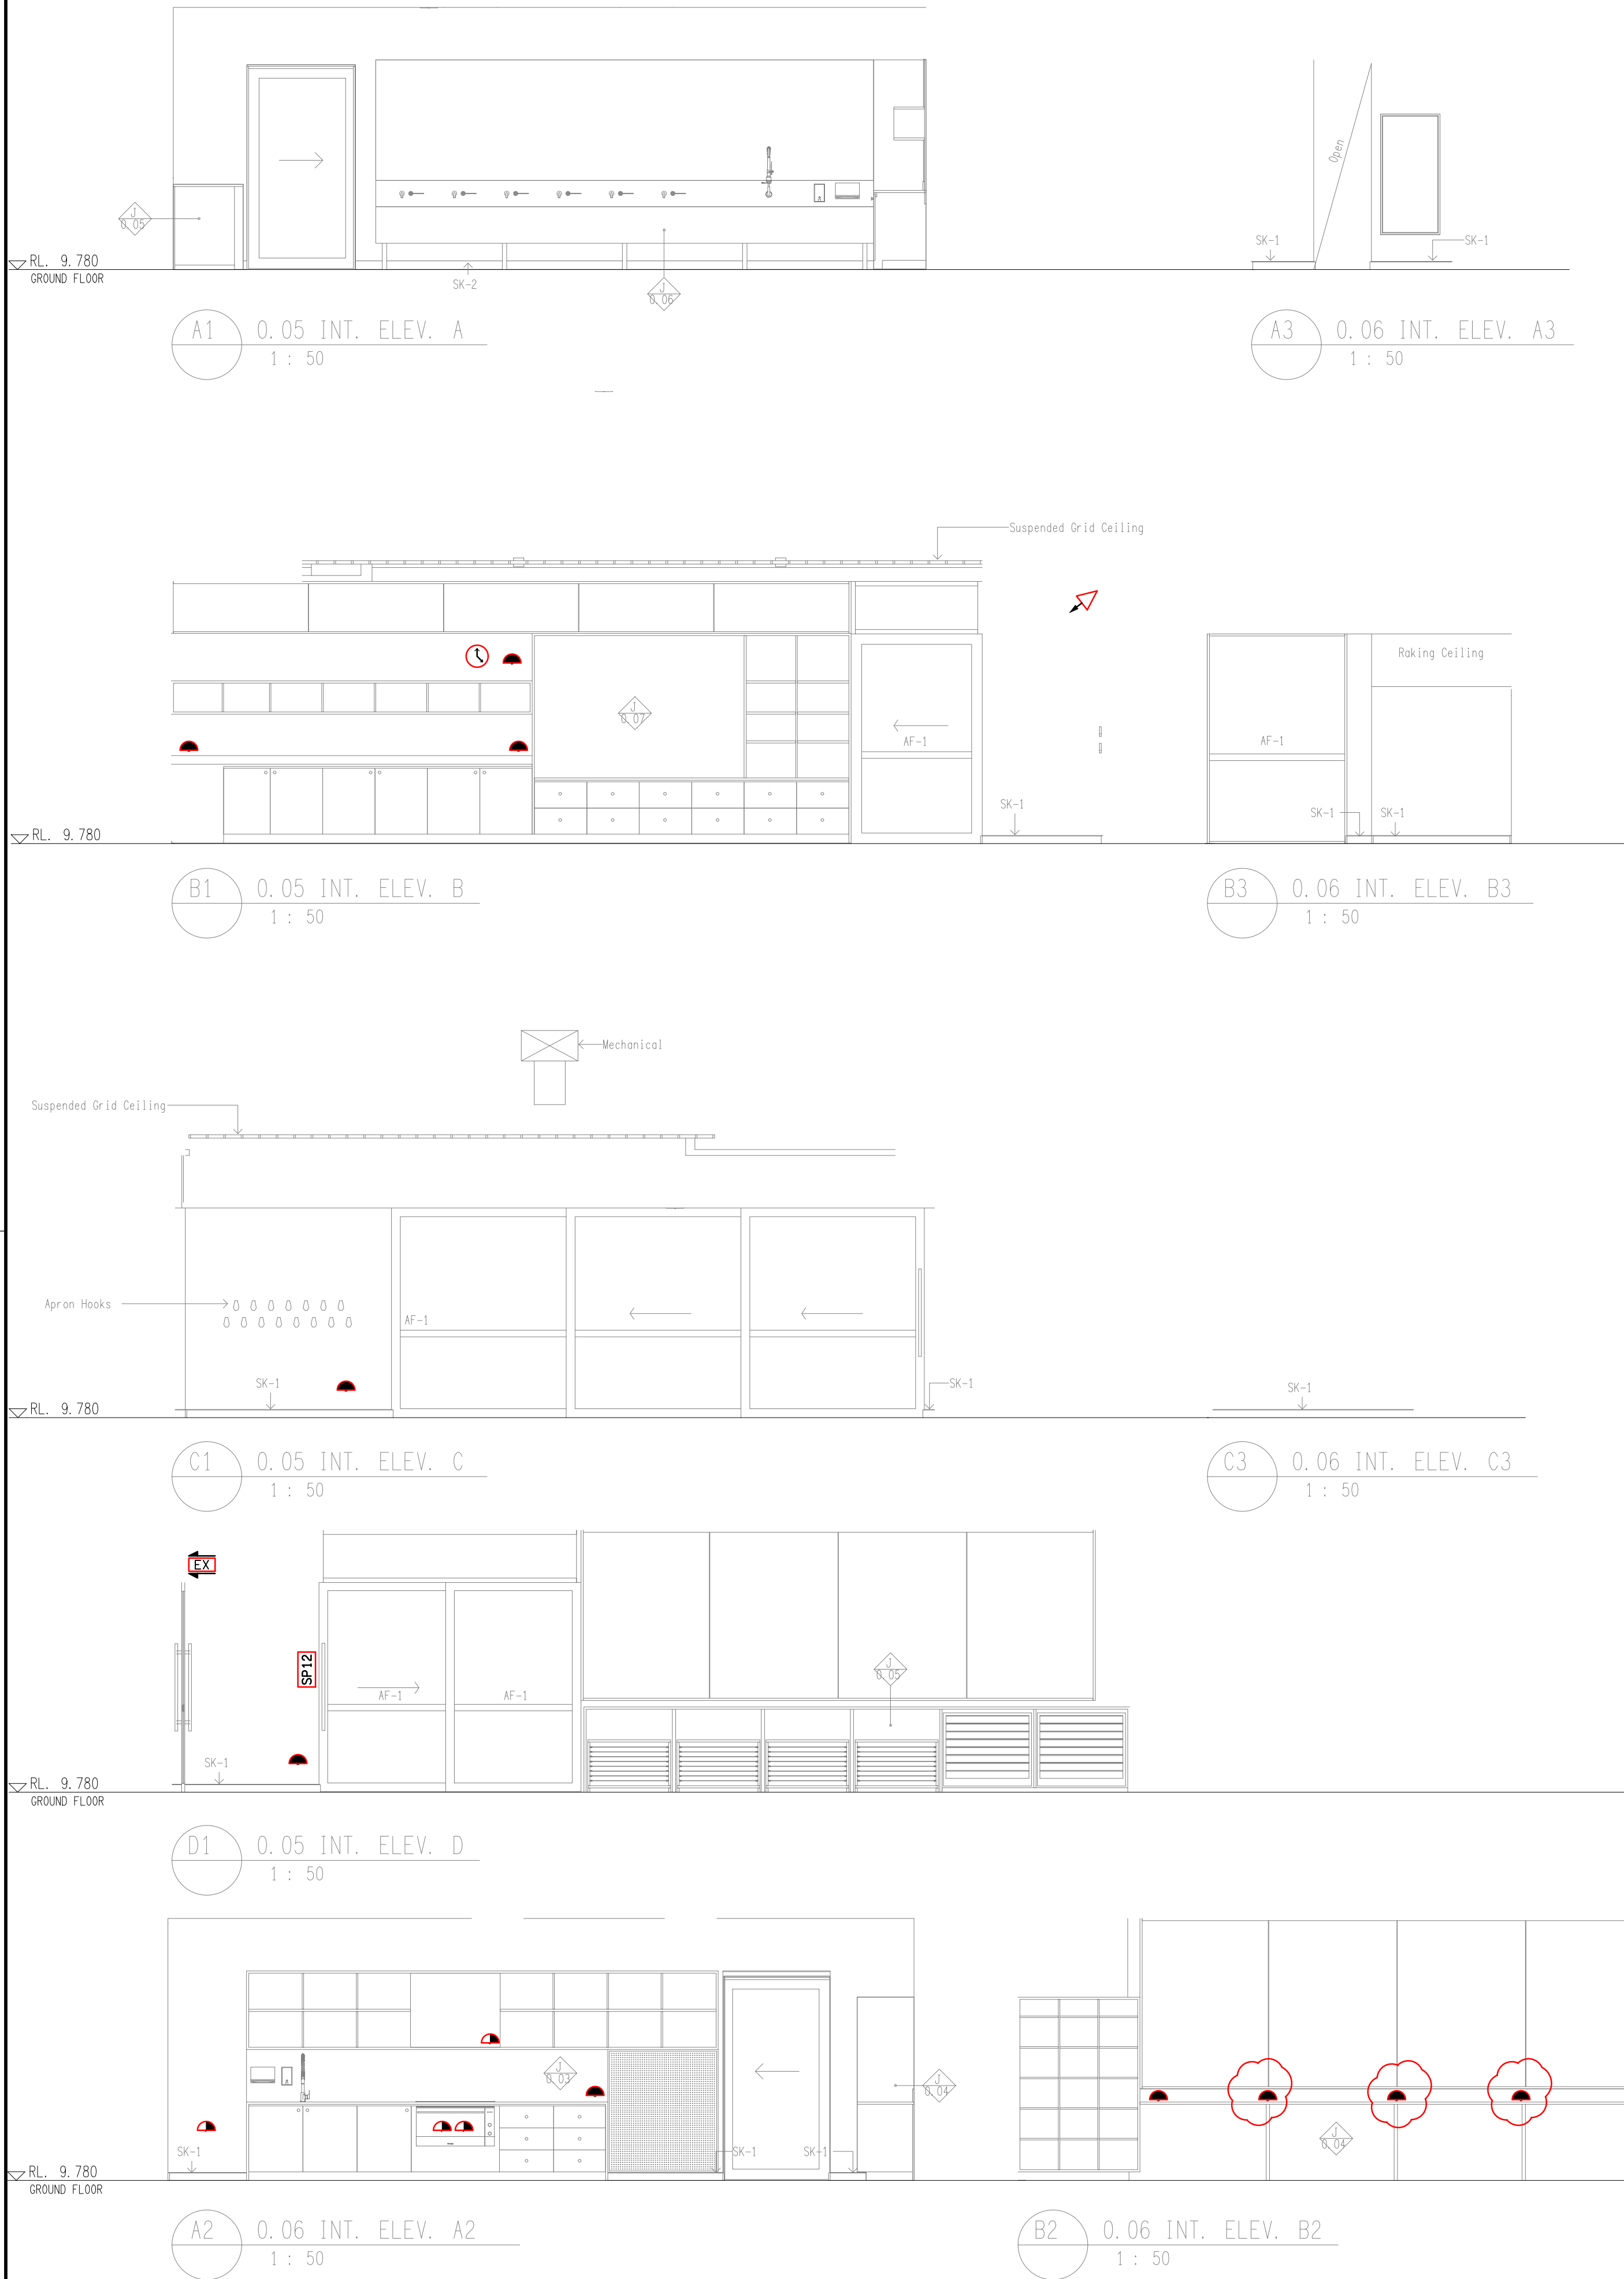 Open
J
0.05
SK-1
SK-1
RL. 9.780
GROUND FLOOR
SK-2
J
0.06
A1
0.05 INT. ELEV. A
1 : 50
A3
0.06 INT. ELEV. A3
1 : 50
Suspended Grid Ceiling
Raking Ceiling
J
0.07
AF-1
AF-1
SK-1
SK-1
SK-1
RL. 9.780
B1
0.05 INT. ELEV. B
1 : 50
B3
0.06 INT. ELEV. B3
1 : 50
Mechanical
Suspended Grid Ceiling
Apron Hooks
AF-1
SK-1
SK-1
SK-1
RL. 9.780
C1
0.05 INT. ELEV. C
1 : 50
C3
0.06 INT. ELEV. C3
1 : 50
EX
SP12
J
0.05
AF-1
AF-1
SK-1
RL. 9.780
GROUND FLOOR
D1
0.05 INT. ELEV. D
1 : 50
J
0.03
J
0.04
J
0.04
SK-1
SK-1
SK-1
RL. 9.780
GROUND FLOOR
A2
0.06 INT. ELEV. A2
1 : 50
B2
0.06 INT. ELEV. B2
1 : 50